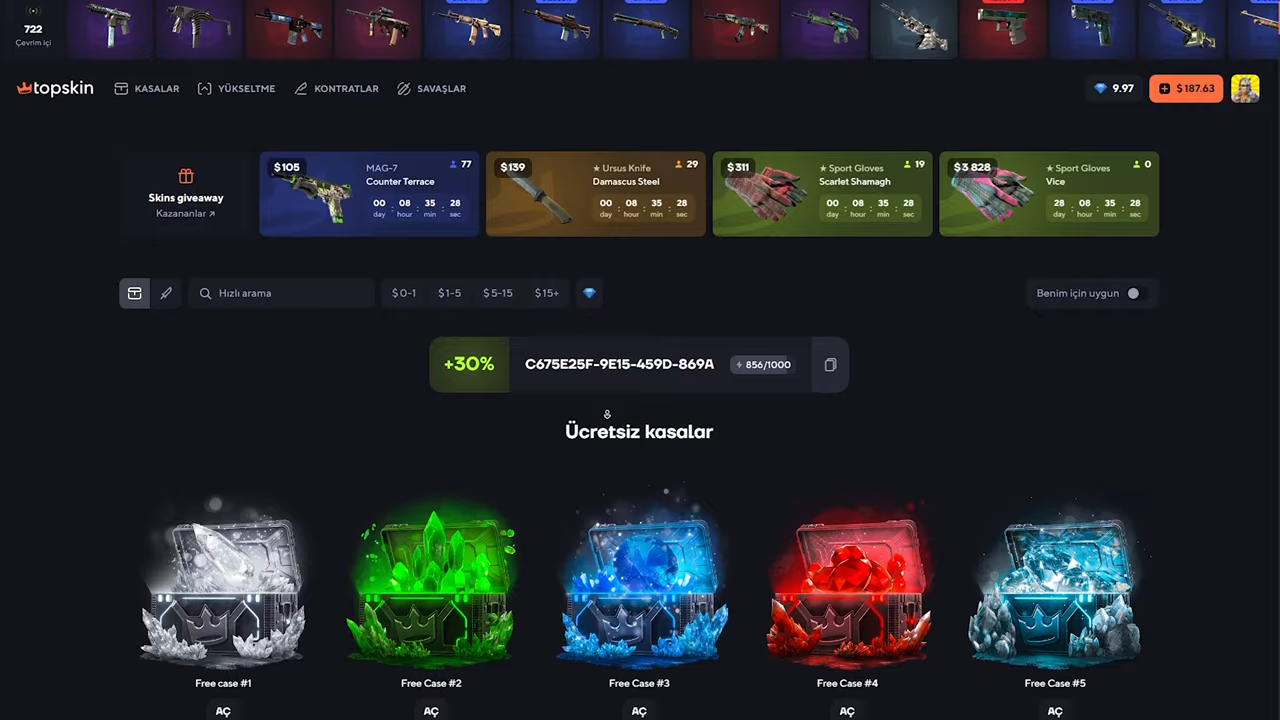 722
Çevrim içi
topskin
KASALAR
YÜKSELTME
KONTRATLAR
SAVAŞLAR
9.97
$ 187.63
Skins giveaway
Kazananlar ↗
$105
MAG-7
77
Counter Terrace
00 : 08 : 35 : 28
day hour min sec
$139
★ Ursus Knife
29
Damascus Steel
00 : 08 : 35 : 28
day hour min sec
$311
★ Sport Gloves
19
Scarlet Shamagh
00 : 08 : 35 : 28
day hour min sec
$3 828
★ Sport Gloves
0
Vice
28 : 08 : 35 : 28
day hour min sec
Hızlı arama
$ 0-1
$ 1-5
$ 5-15
$ 15+
Benim için uygun
+30%
C675E25F-9E15-459D-869A
856/1000
Ücretsiz kasalar
Free Case #1
Free Case #2
Free Case #3
Free Case #4
Free Case #5
AÇ
AÇ
AÇ
AÇ
AÇ